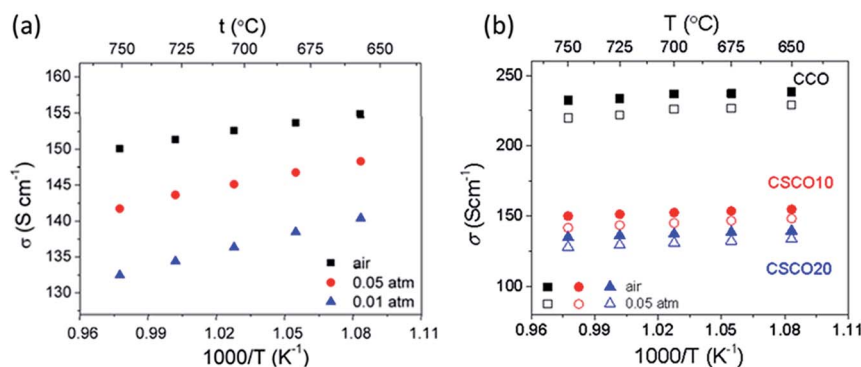 (a)
t (°C)
750 725 700 675 650
160
155
150
145
140
135
130
σ (S cm⁻¹)
air
0.05 atm
0.01 atm
0.96 0.99 1.02 1.05 1.08 1.11
1000/T (K⁻¹)
(b)
T (°C)
750 725 700 675 650
250
200
150
100
σ (Scm⁻¹)
CCO
CSCO10
CSCO20
air
0.05 atm
0.96 0.99 1.02 1.05 1.08 1.11
1000/T (K⁻¹)